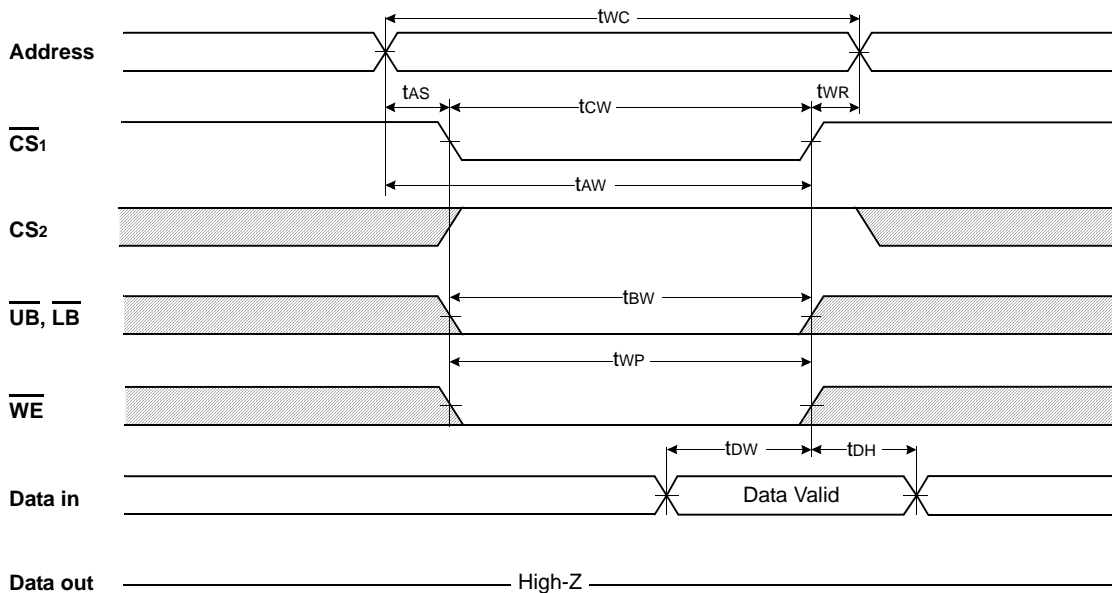 tWC
Address
tAS
tCW
tWR
CS1
tAW
CS2
tBW
UB, LB
tWP
WE
tDW
tDH
Data in
Data Valid
Data out
High-Z